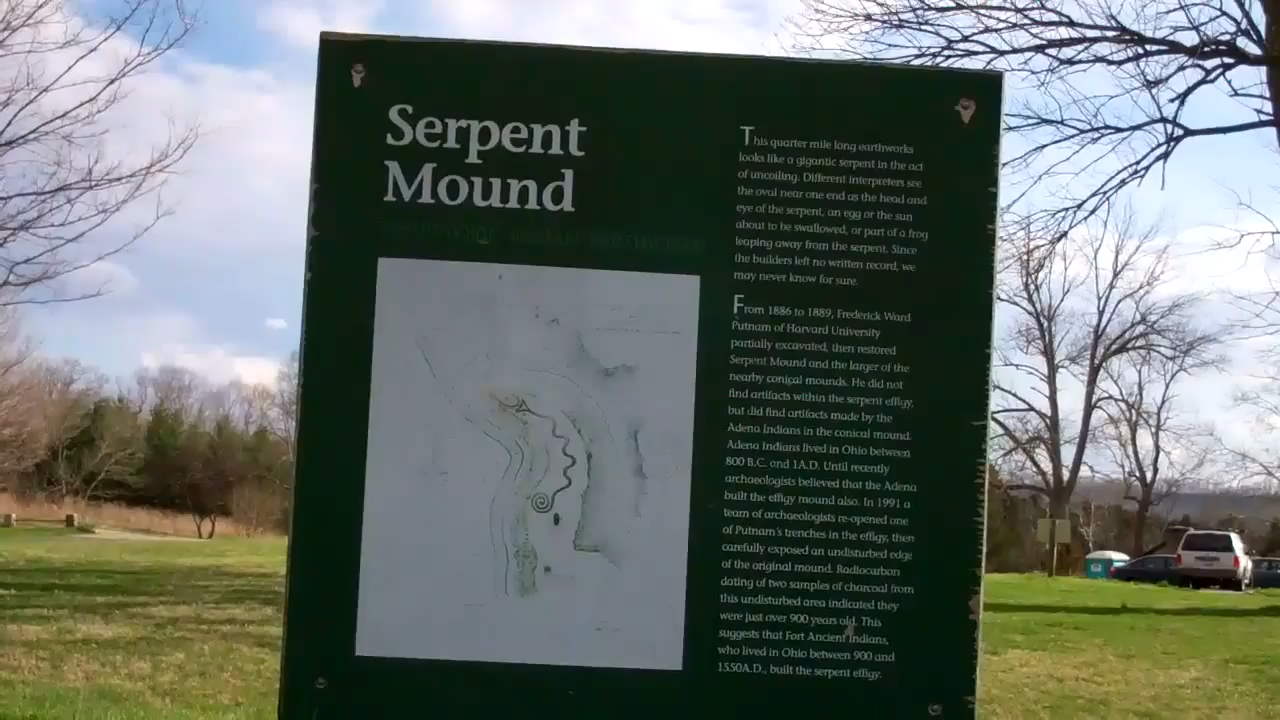 Serpent
Mound
This quarter mile long earthworks
looks like a gigantic serpent in the act
of uncoiling. Different interpreters see
the oval near one end as the head and
eye of the serpent, an egg or the sun
about to be swallowed, or part of a frog
leaping away from the serpent. Since
the builders left no written record, we
may never know for sure.
From 1886 to 1889, Frederick Ward
Putnam of Harvard University
partially excavated, then restored
Serpent Mound and the larger of the
nearby conical mounds. He did not
find artifacts within the serpent effigy,
but did find artifacts made by the
Adena Indians in the conical mound.
Adena Indians lived in Ohio between
800 B.C. and 1A.D. Until recently
archaeologists believed that the Adena
built the effigy mound also. In 1991 a
team of archaeologists re-opened one
of Putnam's trenches in the effigy, then
carefully exposed an undisturbed edge
of the original mound. Radiocarbon
dating of two samples of charcoal from
this undisturbed area indicated they
were just over 900 years old. This
suggests that Fort Ancient Indians,
who lived in Ohio between 900 and
1550A.D., built the serpent effigy.